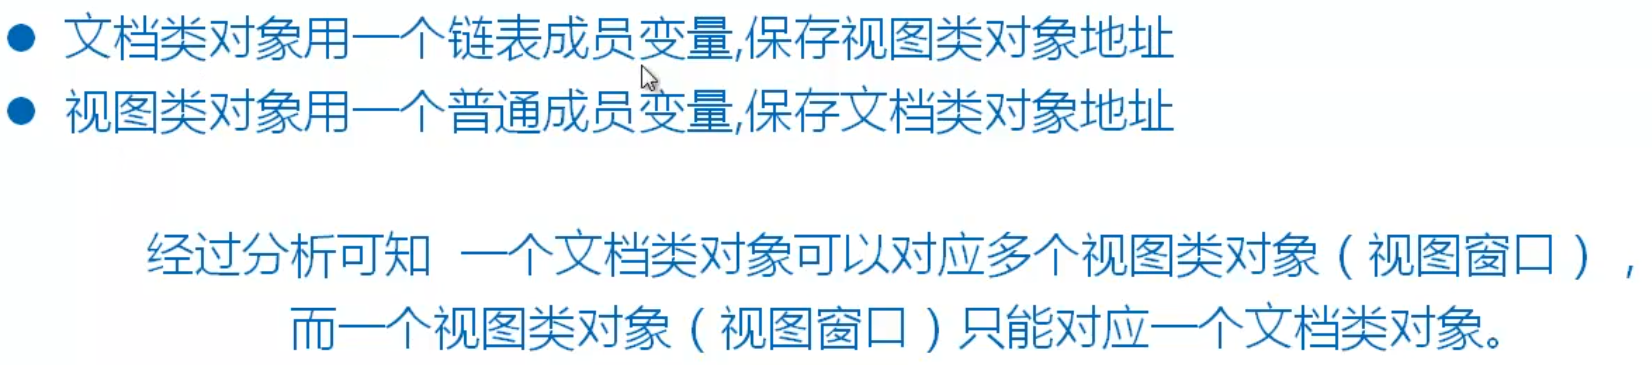 ● 文档类对象用一个链表成员变量,保存视图类对象地址
● 视图类对象用一个普通成员变量,保存文档类对象地址
经过分析可知 一个文档类对象可以对应多个视图类对象（视图窗口），
而一个视图类对象（视图窗口）只能对应一个文档类对象。